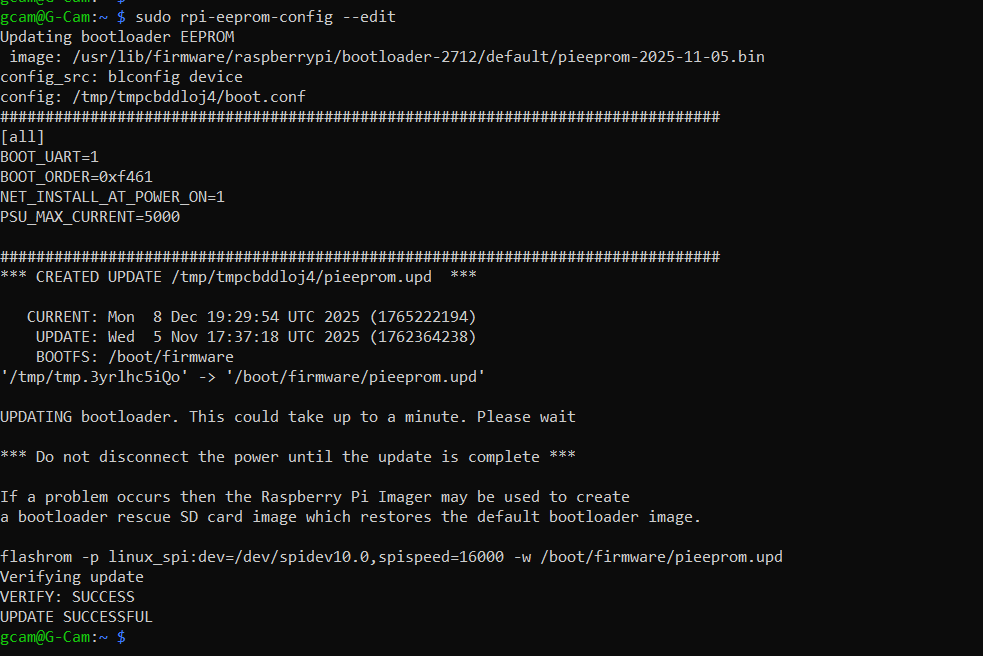 gcam@G-Cam:~ $
gcam@G-Cam:~ $ sudo rpi-eeprom-config --edit
Updating bootloader EEPROM
 image: /usr/lib/firmware/raspberrypi/bootloader-2712/default/pieeprom-2025-11-05.bin
config_src: blconfig device
config: /tmp/tmpcbddloj4/boot.conf
################################################################################
[all]
BOOT_UART=1
BOOT_ORDER=0xf461
NET_INSTALL_AT_POWER_ON=1
PSU_MAX_CURRENT=5000

################################################################################
*** CREATED UPDATE /tmp/tmpcbddloj4/pieeprom.upd  ***

   CURRENT: Mon  8 Dec 19:29:54 UTC 2025 (1765222194)
    UPDATE: Wed  5 Nov 17:37:18 UTC 2025 (1762364238)
    BOOTFS: /boot/firmware
'/tmp/tmp.3yrlhc5iQo' -> '/boot/firmware/pieeprom.upd'

UPDATING bootloader. This could take up to a minute. Please wait

*** Do not disconnect the power until the update is complete ***

If a problem occurs then the Raspberry Pi Imager may be used to create
a bootloader rescue SD card image which restores the default bootloader image.

flashrom -p linux_spi:dev=/dev/spidev10.0,spispeed=16000 -w /boot/firmware/pieeprom.upd
Verifying update
VERIFY: SUCCESS
UPDATE SUCCESSFUL
gcam@G-Cam:~ $